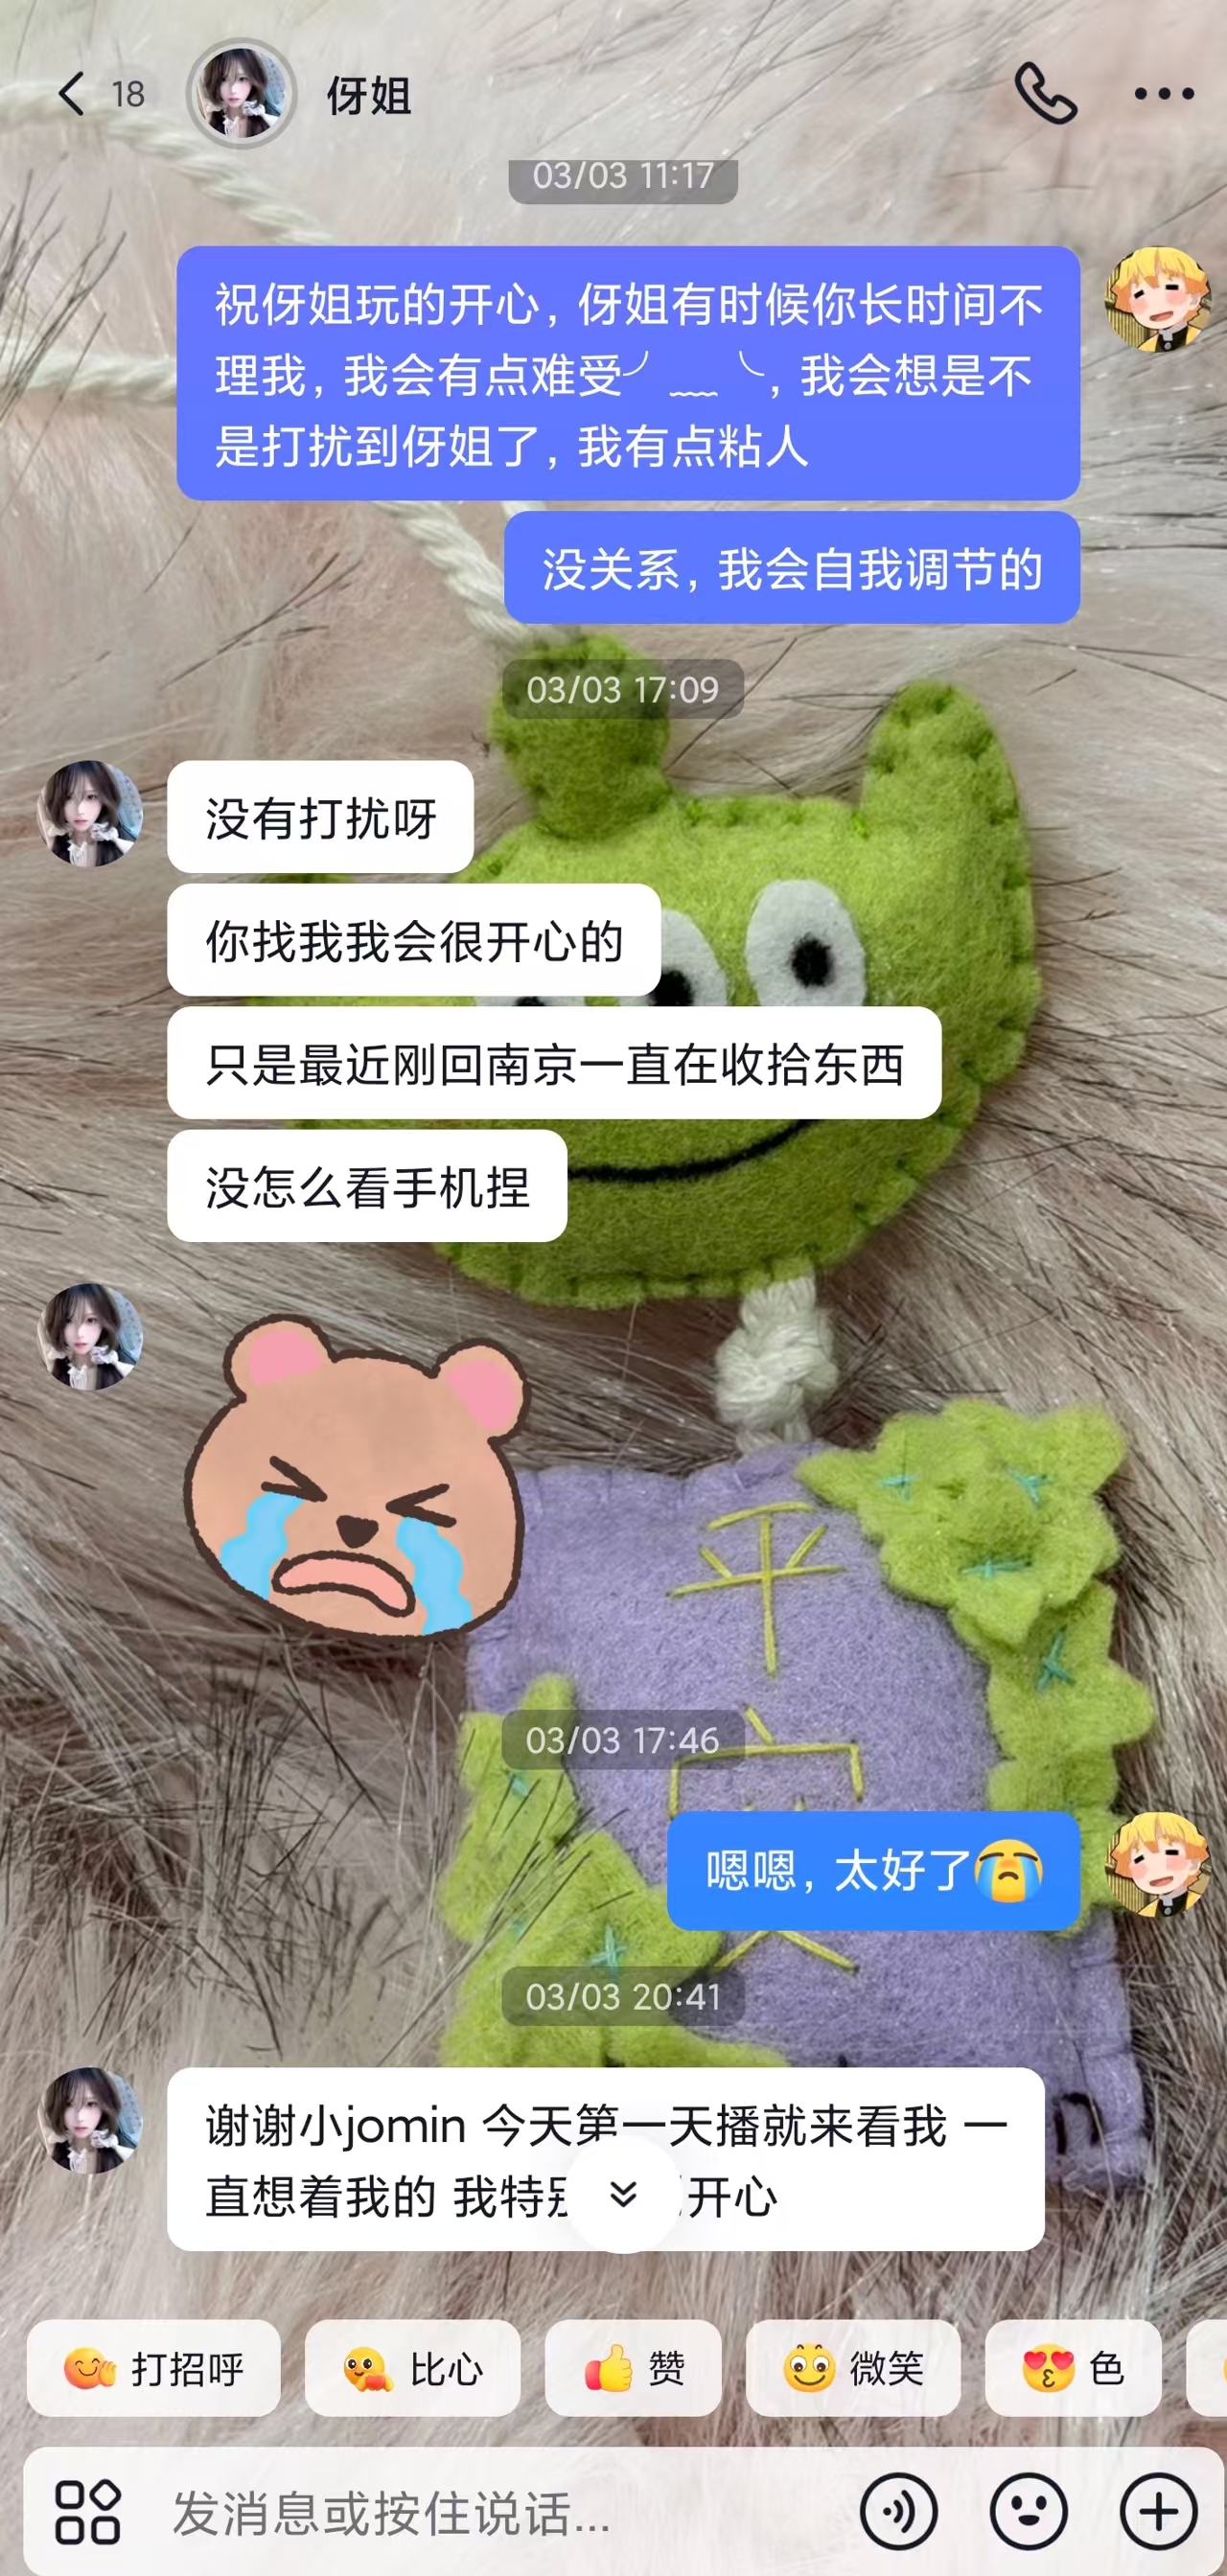 18
伢姐
03/03 11:17
祝伢姐玩的开心，伢姐有时候你长时间不
理我，我会有点难受╯﹏╰，我会想是不
是打扰到伢姐了，我有点粘人
没关系，我会自我调节的
03/03 17:09
没有打扰呀
你找我我会很开心的
只是最近刚回南京一直在收拾东西
没怎么看手机捏
平
03/03 17:46
嗯嗯，太好了😭
03/03 20:41
谢谢小jomin 今天第一天播就来看我 一
直想着我的 我特 开心
打招呼
比心
赞
微笑
色
发消息或按住说话...